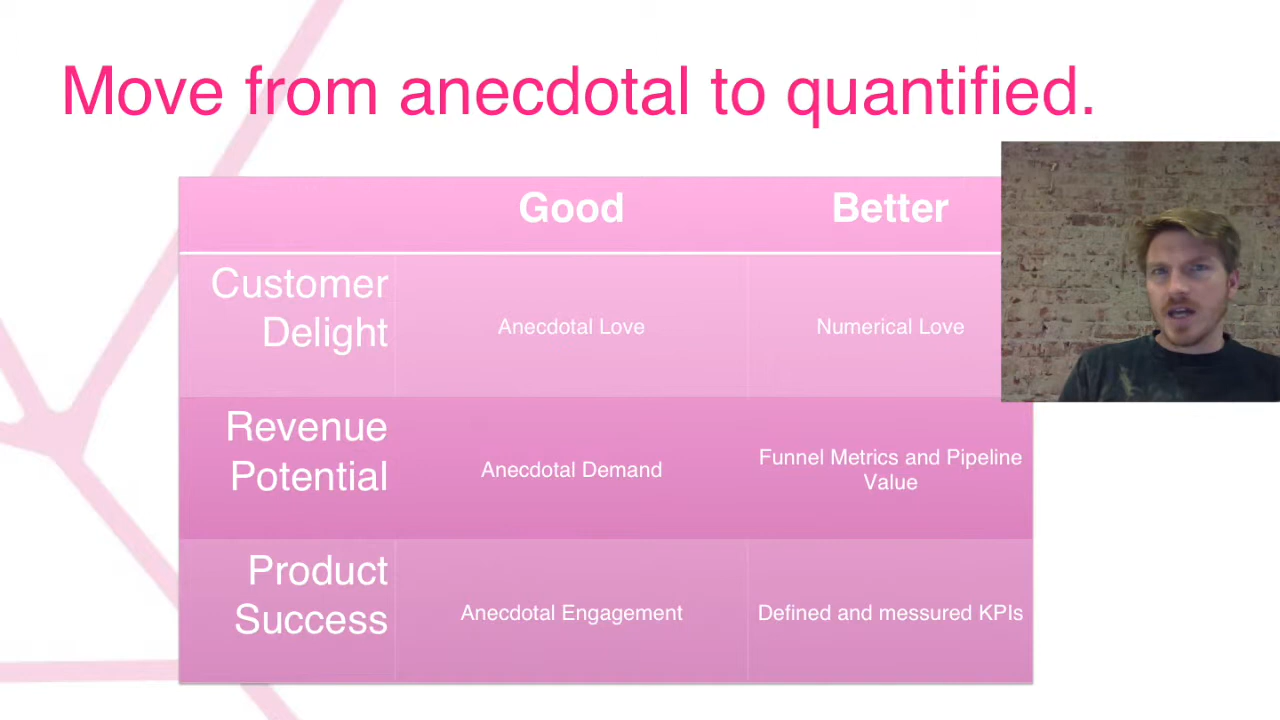 Move from anecdotal to quantified.
Good Better
Customer
Delight
Anecdotal Love
Numerical Love
Revenue
Potential
Anecdotal Demand
Funnel Metrics and Pipeline
Value
Product
Success
Anecdotal Engagement
Defined and messured KPIs